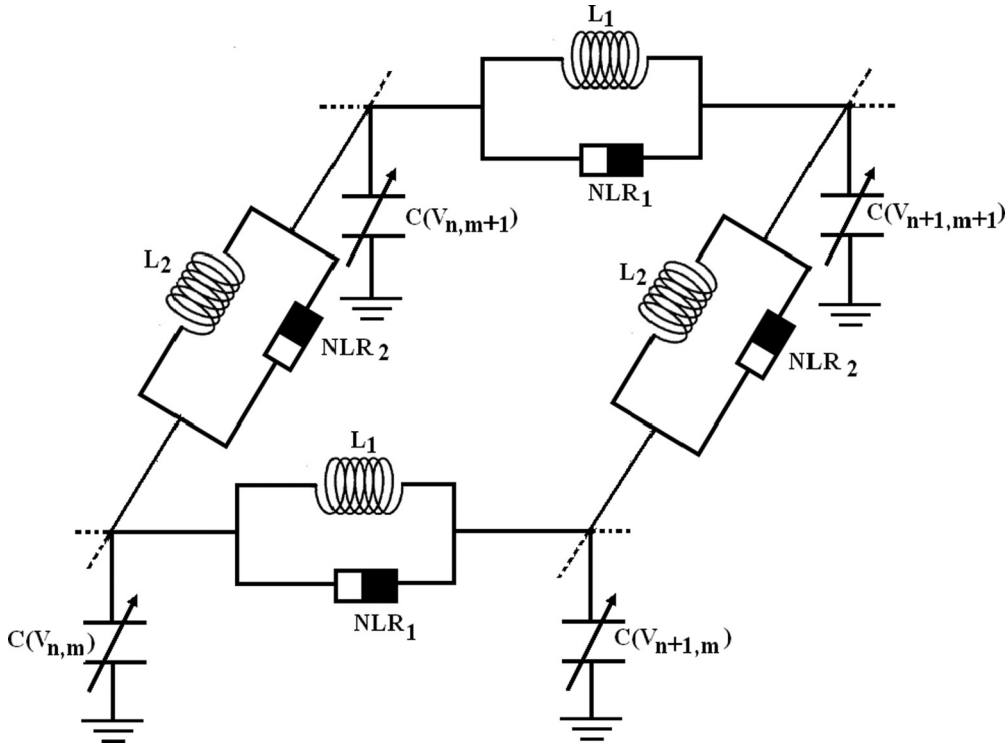 L1
NLR1
C(Vn,m+1)
C(Vn+1,m+1)
L2
NLR2
L2
NLR2
L1
NLR1
C(Vn,m)
C(Vn+1,m)